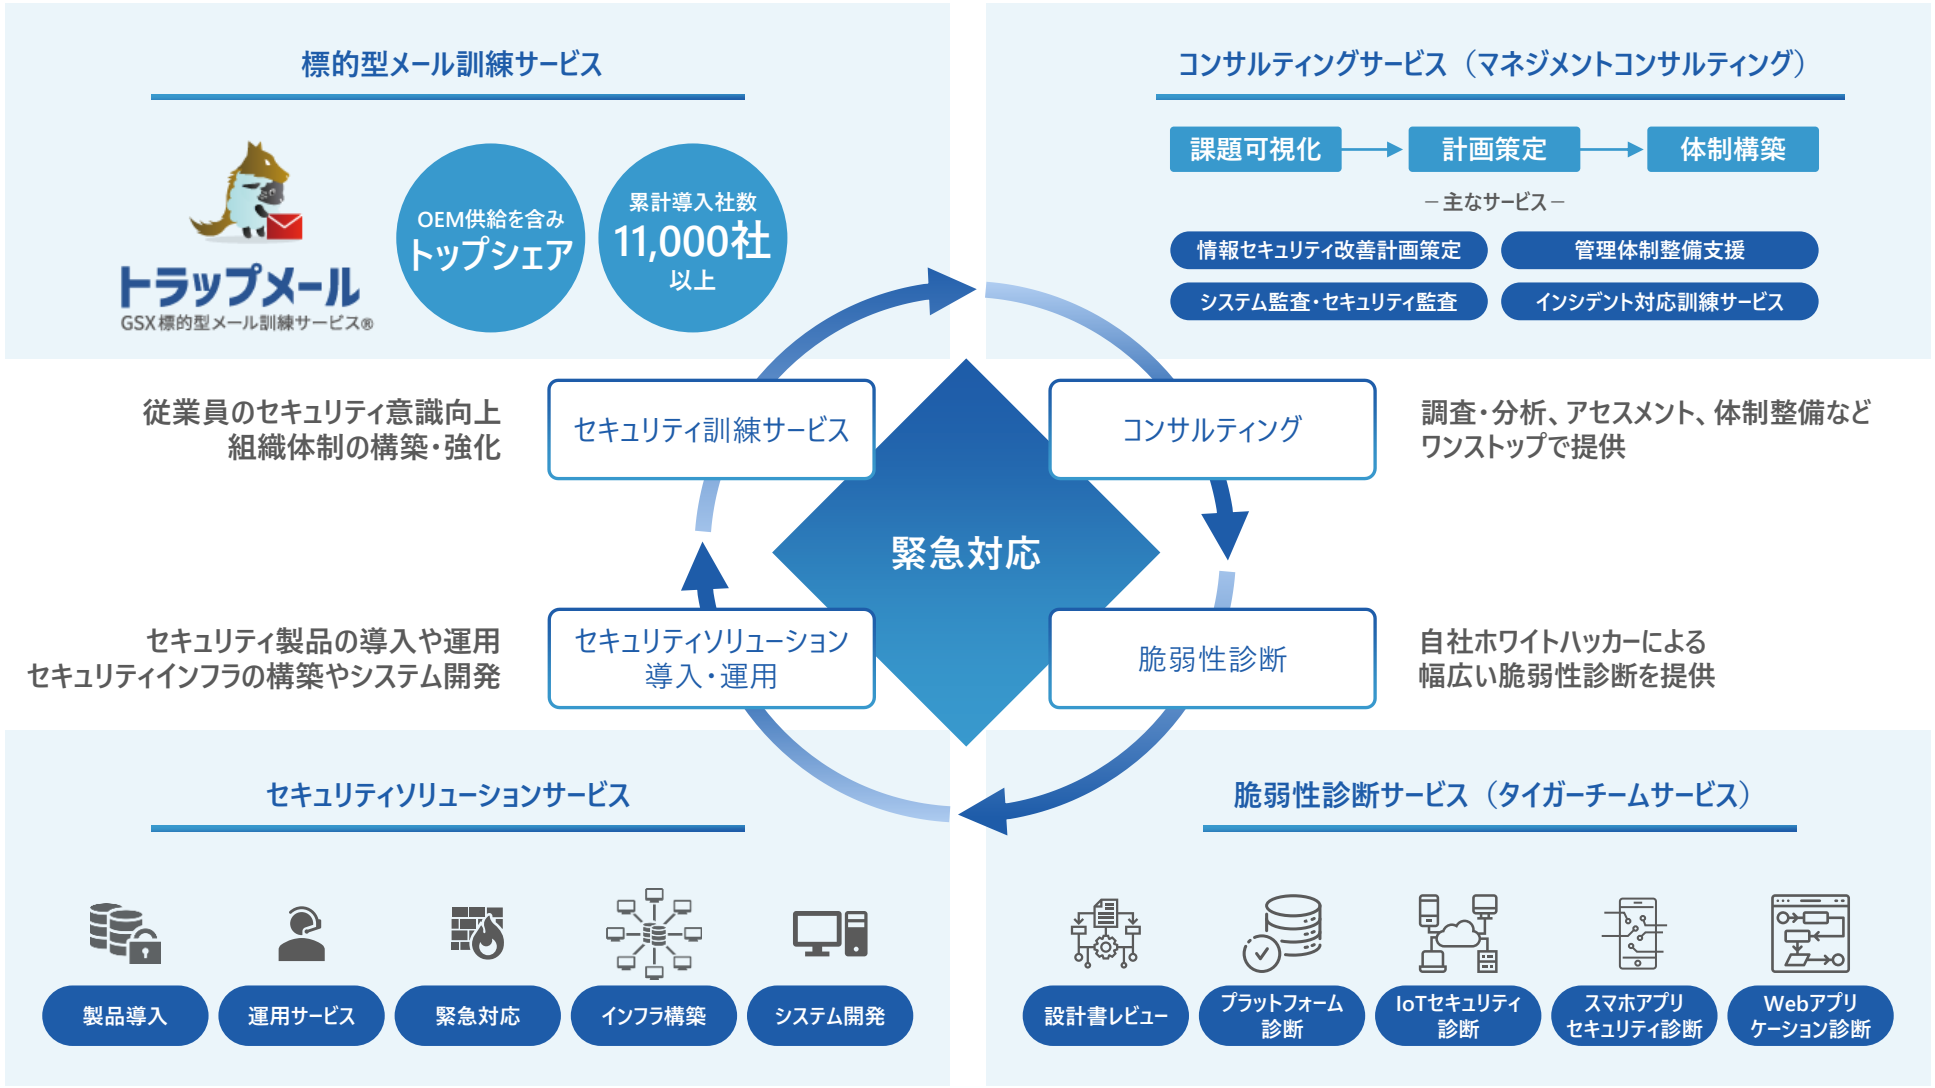 標的型メール訓練サービス
トラップメール
GSX標的型メール訓練サービス®
OEM供給を含み
トップシェア
累計導入社数
11,000社
以上
コンサルティングサービス（マネジメントコンサルティング）
課題可視化
計画策定
体制構築
－主なサービス－
情報セキュリティ改善計画策定
管理体制整備支援
システム監査・セキュリティ監査
インシデント対応訓練サービス
従業員のセキュリティ意識向上
組織体制の構築・強化
セキュリティ訓練サービス
コンサルティング
調査・分析、アセスメント、体制整備など
ワンストップで提供
緊急対応
セキュリティ製品の導入や運用
セキュリティインフラの構築やシステム開発
セキュリティソリューション
導入・運用
脆弱性診断
自社ホワイトハッカーによる
幅広い脆弱性診断を提供
セキュリティソリューションサービス
製品導入
運用サービス
緊急対応
インフラ構築
システム開発
脆弱性診断サービス（タイガーチームサービス）
設計書レビュー
プラットフォーム
診断
IoTセキュリティ
診断
スマホアプリ
セキュリティ診断
Webアプリ
ケーション診断